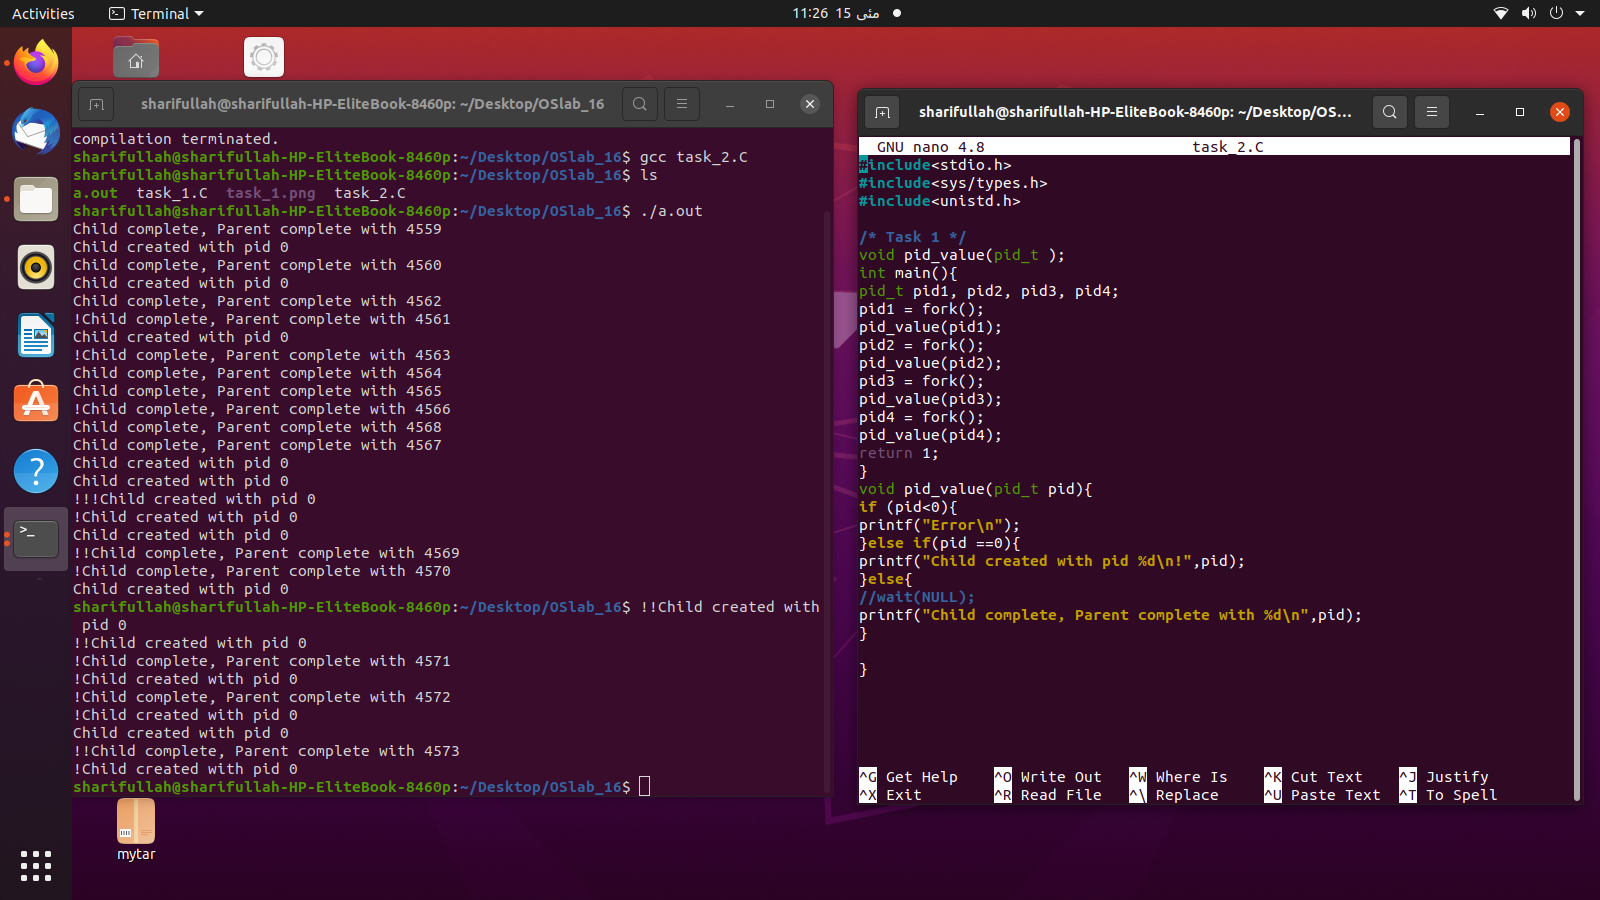 Activities
Terminal
11:26 15 مئی
sharifullah@sharifullah-HP-EliteBook-8460p: ~/Desktop/OSlab_16
compilation terminated.
sharifullah@sharifullah-HP-EliteBook-8460p:~/Desktop/OSlab_16$ gcc task_2.C
sharifullah@sharifullah-HP-EliteBook-8460p:~/Desktop/OSlab_16$ ls
a.out  task_1.C  task_1.png  task_2.C
sharifullah@sharifullah-HP-EliteBook-8460p:~/Desktop/OSlab_16$ ./a.out
Child complete, Parent complete with 4559
Child created with pid 0
Child complete, Parent complete with 4560
Child created with pid 0
Child complete, Parent complete with 4562
!Child complete, Parent complete with 4561
Child created with pid 0
!Child complete, Parent complete with 4563
Child complete, Parent complete with 4564
Child complete, Parent complete with 4565
!Child complete, Parent complete with 4566
Child complete, Parent complete with 4568
Child complete, Parent complete with 4567
Child created with pid 0
Child created with pid 0
!!!Child created with pid 0
!Child created with pid 0
Child created with pid 0
!!Child complete, Parent complete with 4569
!Child complete, Parent complete with 4570
Child created with pid 0
sharifullah@sharifullah-HP-EliteBook-8460p:~/Desktop/OSlab_16$ !!Child created with
 pid 0
!!Child created with pid 0
!Child complete, Parent complete with 4571
!Child created with pid 0
!Child complete, Parent complete with 4572
!Child created with pid 0
Child created with pid 0
!!Child complete, Parent complete with 4573
!Child created with pid 0
sharifullah@sharifullah-HP-EliteBook-8460p:~/Desktop/OSlab_16$
sharifullah@sharifullah-HP-EliteBook-8460p: ~/Desktop/OS...
GNU nano 4.8 task_2.C
#include<stdio.h>
#include<sys/types.h>
#include<unistd.h>
/* Task 1 */
void pid_value(pid_t );
int main(){
pid_t pid1, pid2, pid3, pid4;
pid1 = fork();
pid_value(pid1);
pid2 = fork();
pid_value(pid2);
pid3 = fork();
pid_value(pid3);
pid4 = fork();
pid_value(pid4);
return 1;
}
void pid_value(pid_t pid){
if (pid<0){
printf("Error\n");
}else if(pid ==0){
printf("Child created with pid %d\n!",pid);
}else{
//wait(NULL);
printf("Child complete, Parent complete with %d\n",pid);
}
}
^G Get Help ^O Write Out ^W Where Is ^K Cut Text ^J Justify
^X Exit ^R Read File ^\ Replace ^U Paste Text ^T To Spell
mytar